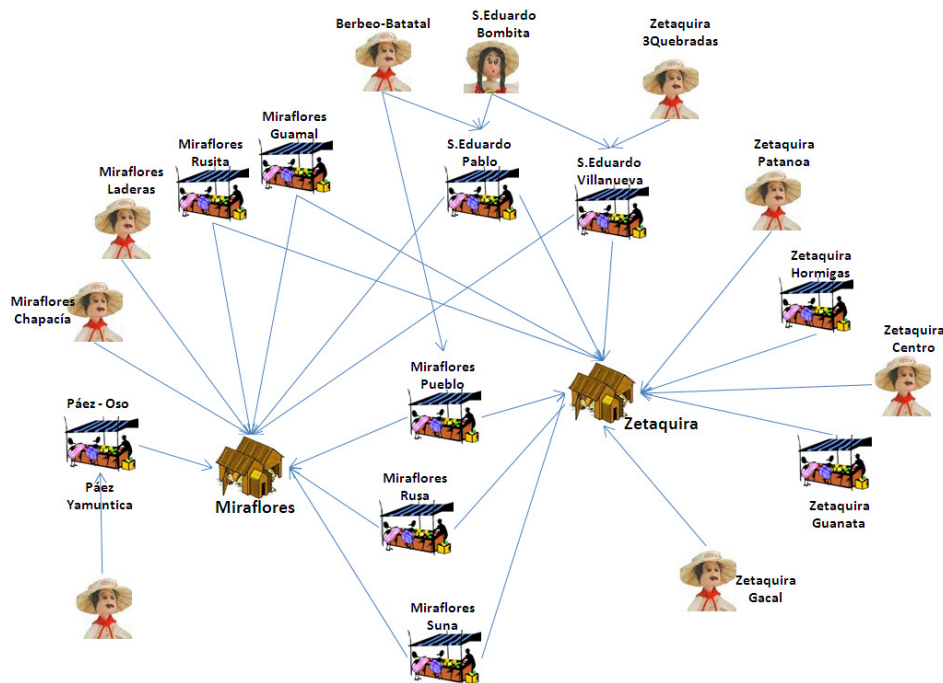 Berbeo-Batatal
S.Eduardo
Bombita
Zetaquira
3Quebradas
Miraflores
Guamal
Miraflores
Rusita
S.Eduardo
Pablo
S.Eduardo
Villanueva
Zetaquira
Patanoa
Miraflores
Laderas
Zetaquira
Hormigas
Miraflores
Chapacía
Zetaquira
Centro
Miraflores
Pueblo
Páez - Oso
Zetaquira
Miraflores
Rusa
Páez
Yamuntica
Miraflores
Zetaquira
Guanata
Zetaquira
Gacal
Miraflores
Suna